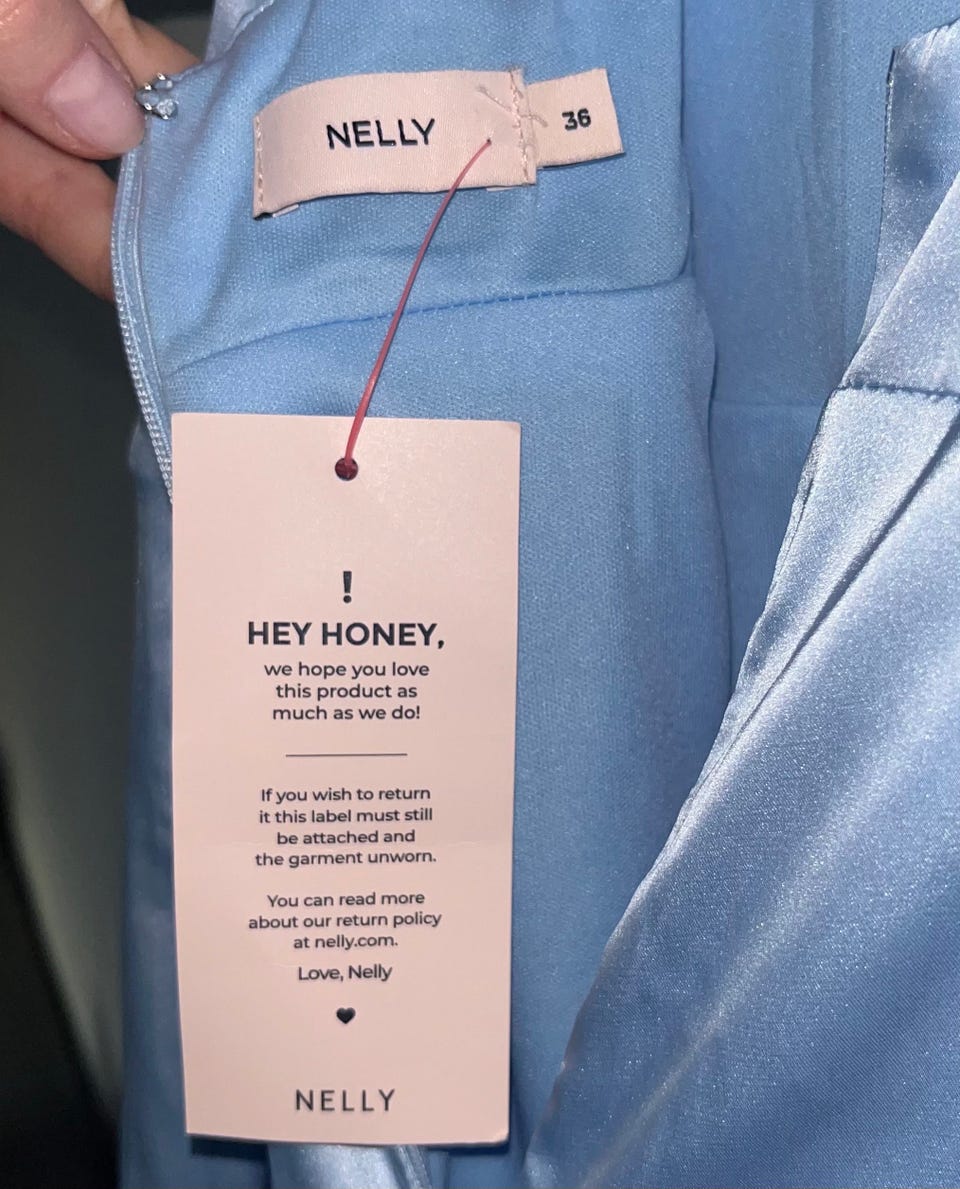 NELLY
36
!
HEY HONEY,
we hope you love
this product as
much as we do!
If you wish to return
it this label must still
be attached and
the garment unworn.
You can read more
about our return policy
at nelly.com.
Love, Nelly
NELLY